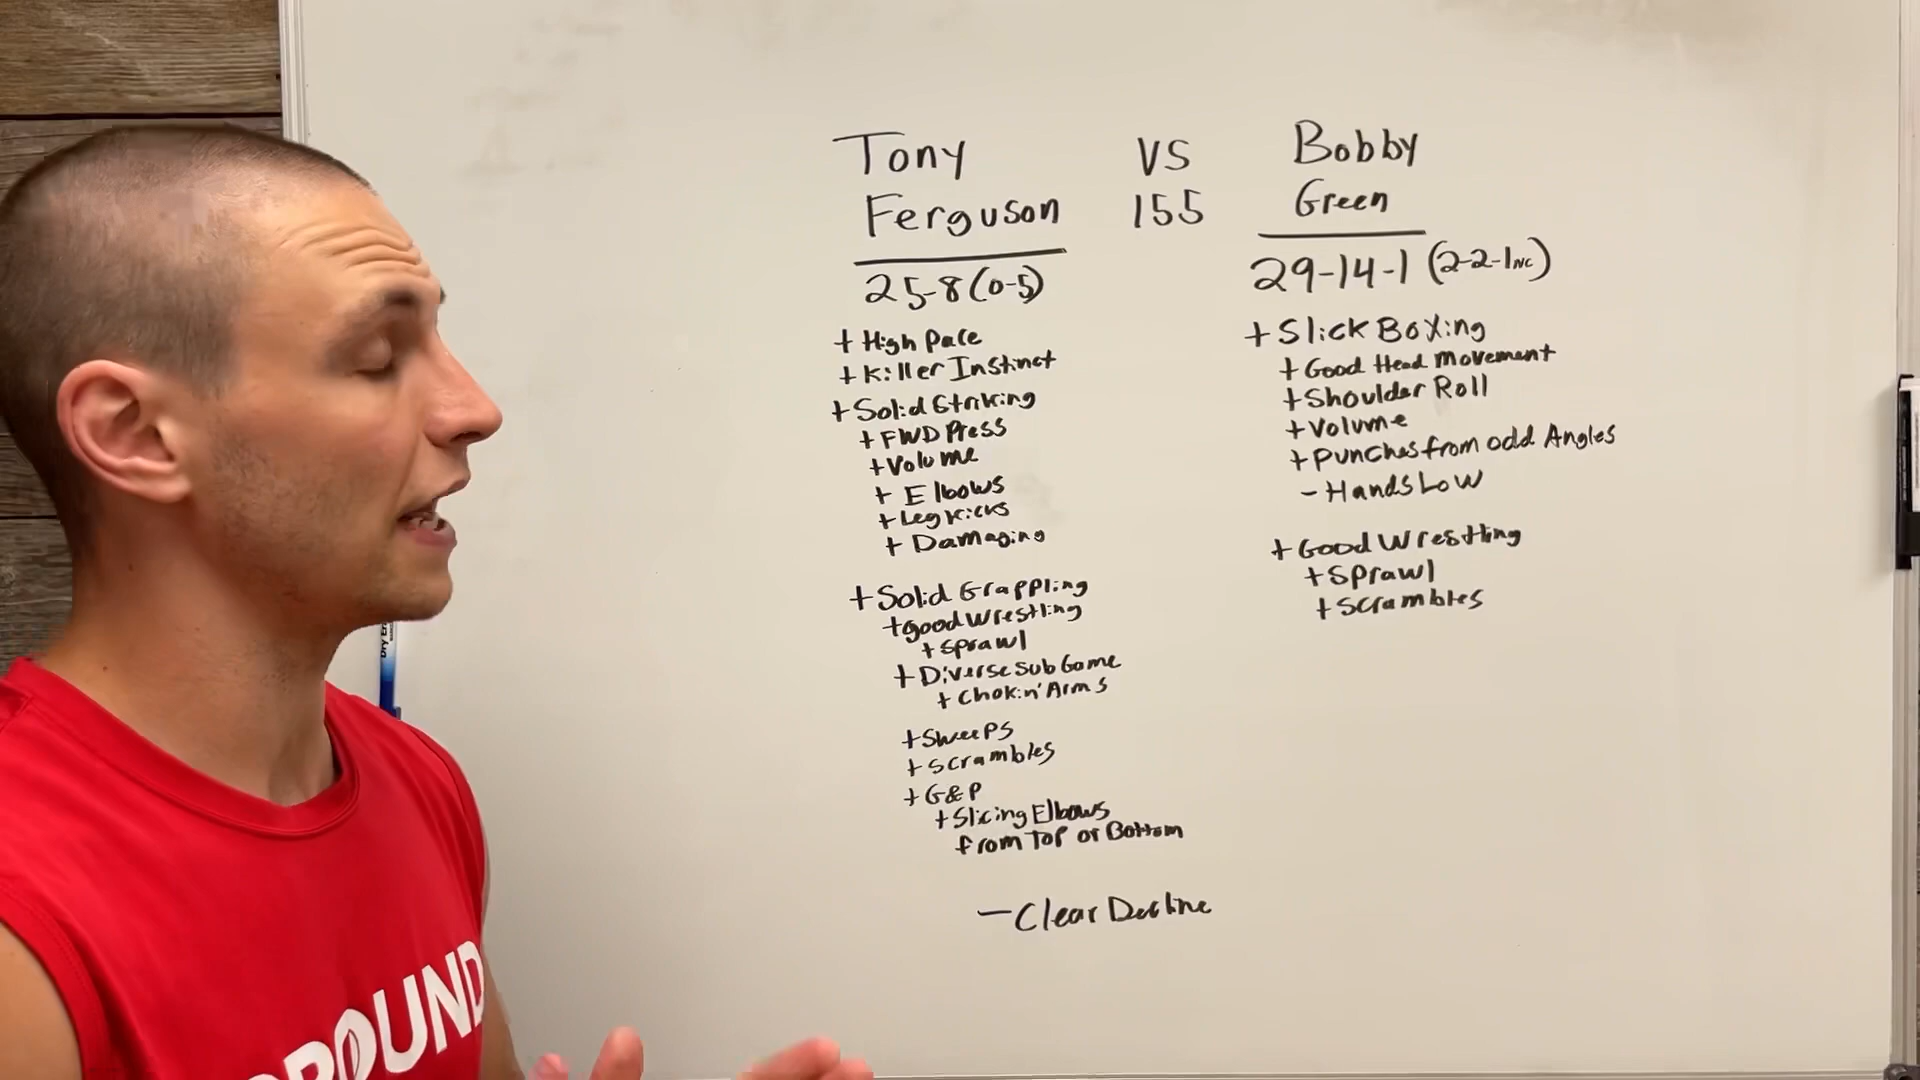 Tony VS Bobby
Ferguson 155 Green
25-8 (0-5)
+ High Pace
+ Killer Instinct
+ Solid Striking
+ FWD Press
+ Volume
+ Elbows
+ Leg Kicks
+ Damaging
+ Solid Grappling
+ good Wrestling
+ Sprawl
+ Diverse Sub Game
+ Chokin' Arms
+ Sweeps
+ Scrambles
+ G&P
+ Slicing Elbows
from Top or Bottom
- Clear Decline
29-14-1 (2-2-1NC)
+ Slick Boxing
+ Good Head Movement
+ Shoulder Roll
+ Volume
+ Punches from odd Angles
- Hands Low
+ Good Wrestling
+ Sprawl
+ Scrambles
ROUND